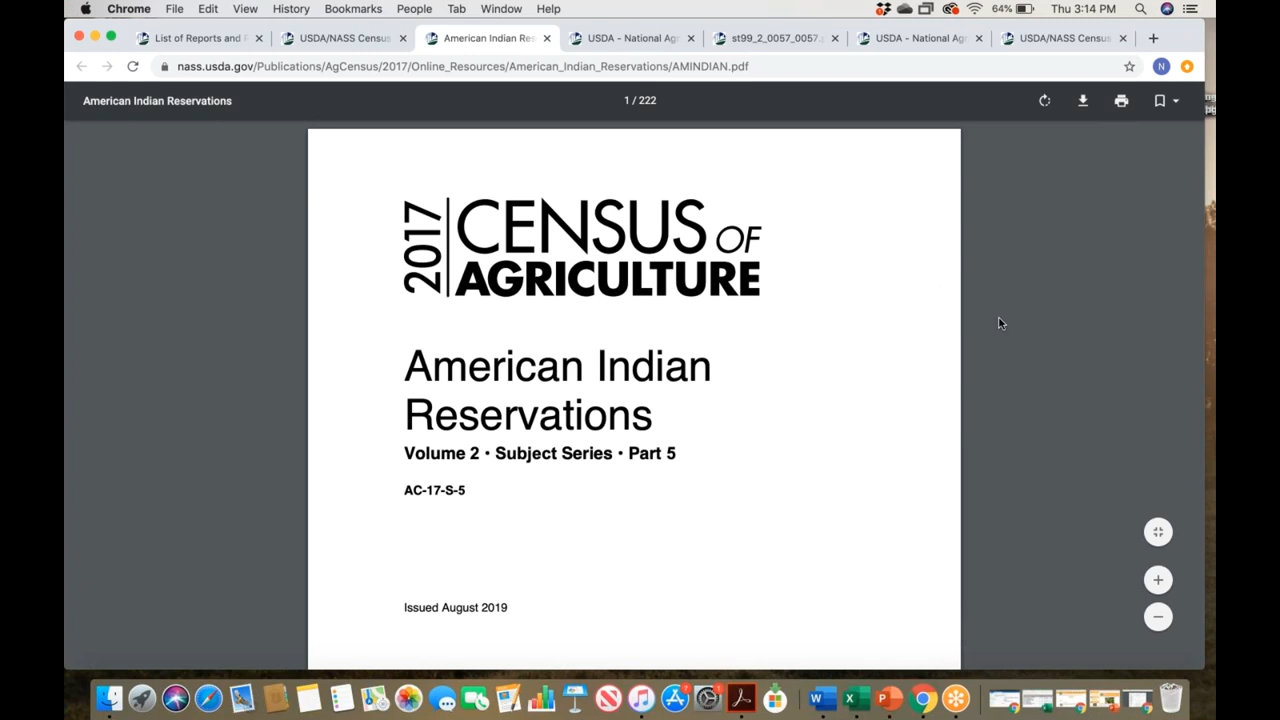 Chrome File Edit View History Bookmarks People Tab Window Help 64% Thu 3:14 PM
List of Reports and USDA/NASS Census American Indian Res USDA - National Agr st99_2_0057_0057. USDA - National Agr USDA/NASS Census
nass.usda.gov/Publications/AgCensus/2017/Online_Resources/American_Indian_Reservations/AMINDIAN.pdf N
American Indian Reservations 1 / 222
2017 CENSUS OF
AGRICULTURE
American Indian
Reservations
Volume 2 • Subject Series • Part 5
AC-17-S-5
Issued August 2019